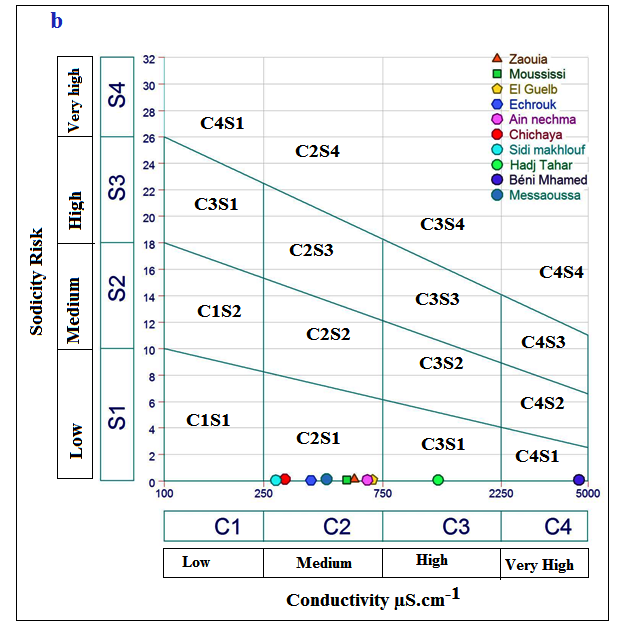 b
32
30
28
26
24
22
20
18
16
14
12
10
8
6
4
2
0
Very high
High
Medium
Low
S4
S3
S2
S1
Sodicity Risk
Zaouia
Moussissi
El Guelb
Echrouk
Ain nechma
Chichaya
Sidi makhlouf
Hadj Tahar
Béni Mhamed
Messaoussa
C4S1
C2S4
C3S1
C3S4
C2S3
C4S4
C3S3
C1S2
C2S2
C4S3
C3S2
C4S2
C1S1
C2S1
C3S1
C4S1
100 250 750 2250 5000
C1 C2 C3 C4
Low Medium High Very High
Conductivity µS.cm-1